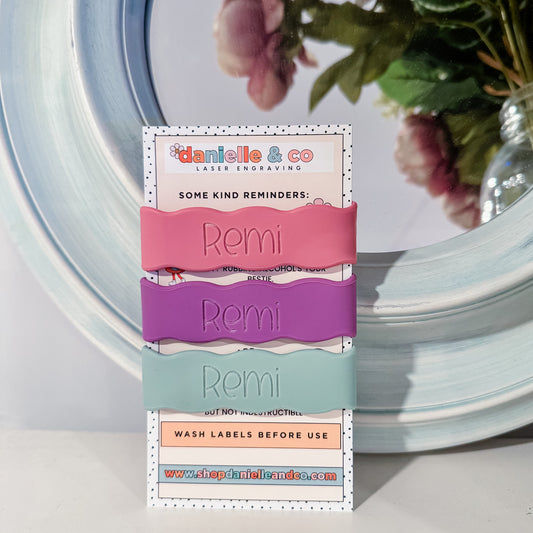 danielle & co
LASER ENGRAVING
SOME KIND REMINDERS:
Remi
RUBBING ALCOHOL'S YOUR
BESTIE
Remi
Remi
BUT NOT INDESTRUCTIBLE
WASH LABELS BEFORE USE
www.shopdanielleandco.com